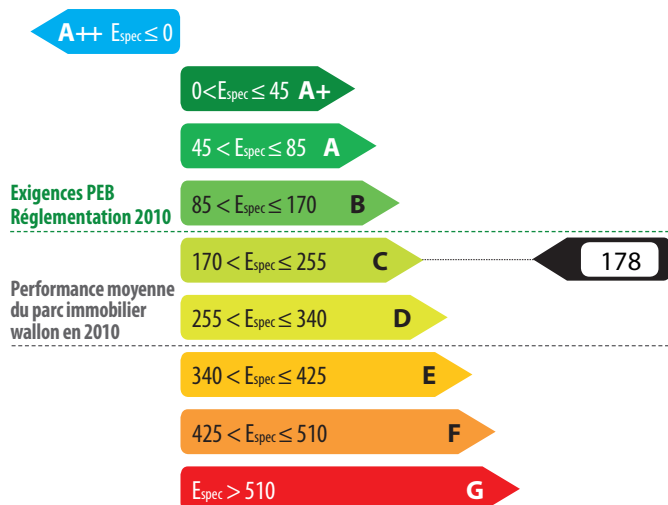 A++ Espec ≤ 0
0<Espec ≤ 45 A+
45 < Espec ≤ 85 A
Exigences PEB
Réglementation 2010
85 < Espec ≤ 170 B
170 < Espec ≤ 255 C
178
Performance moyenne
du parc immobilier
wallon en 2010
255 < Espec ≤ 340 D
340 < Espec ≤ 425 E
425 < Espec ≤ 510 F
Espec > 510 G